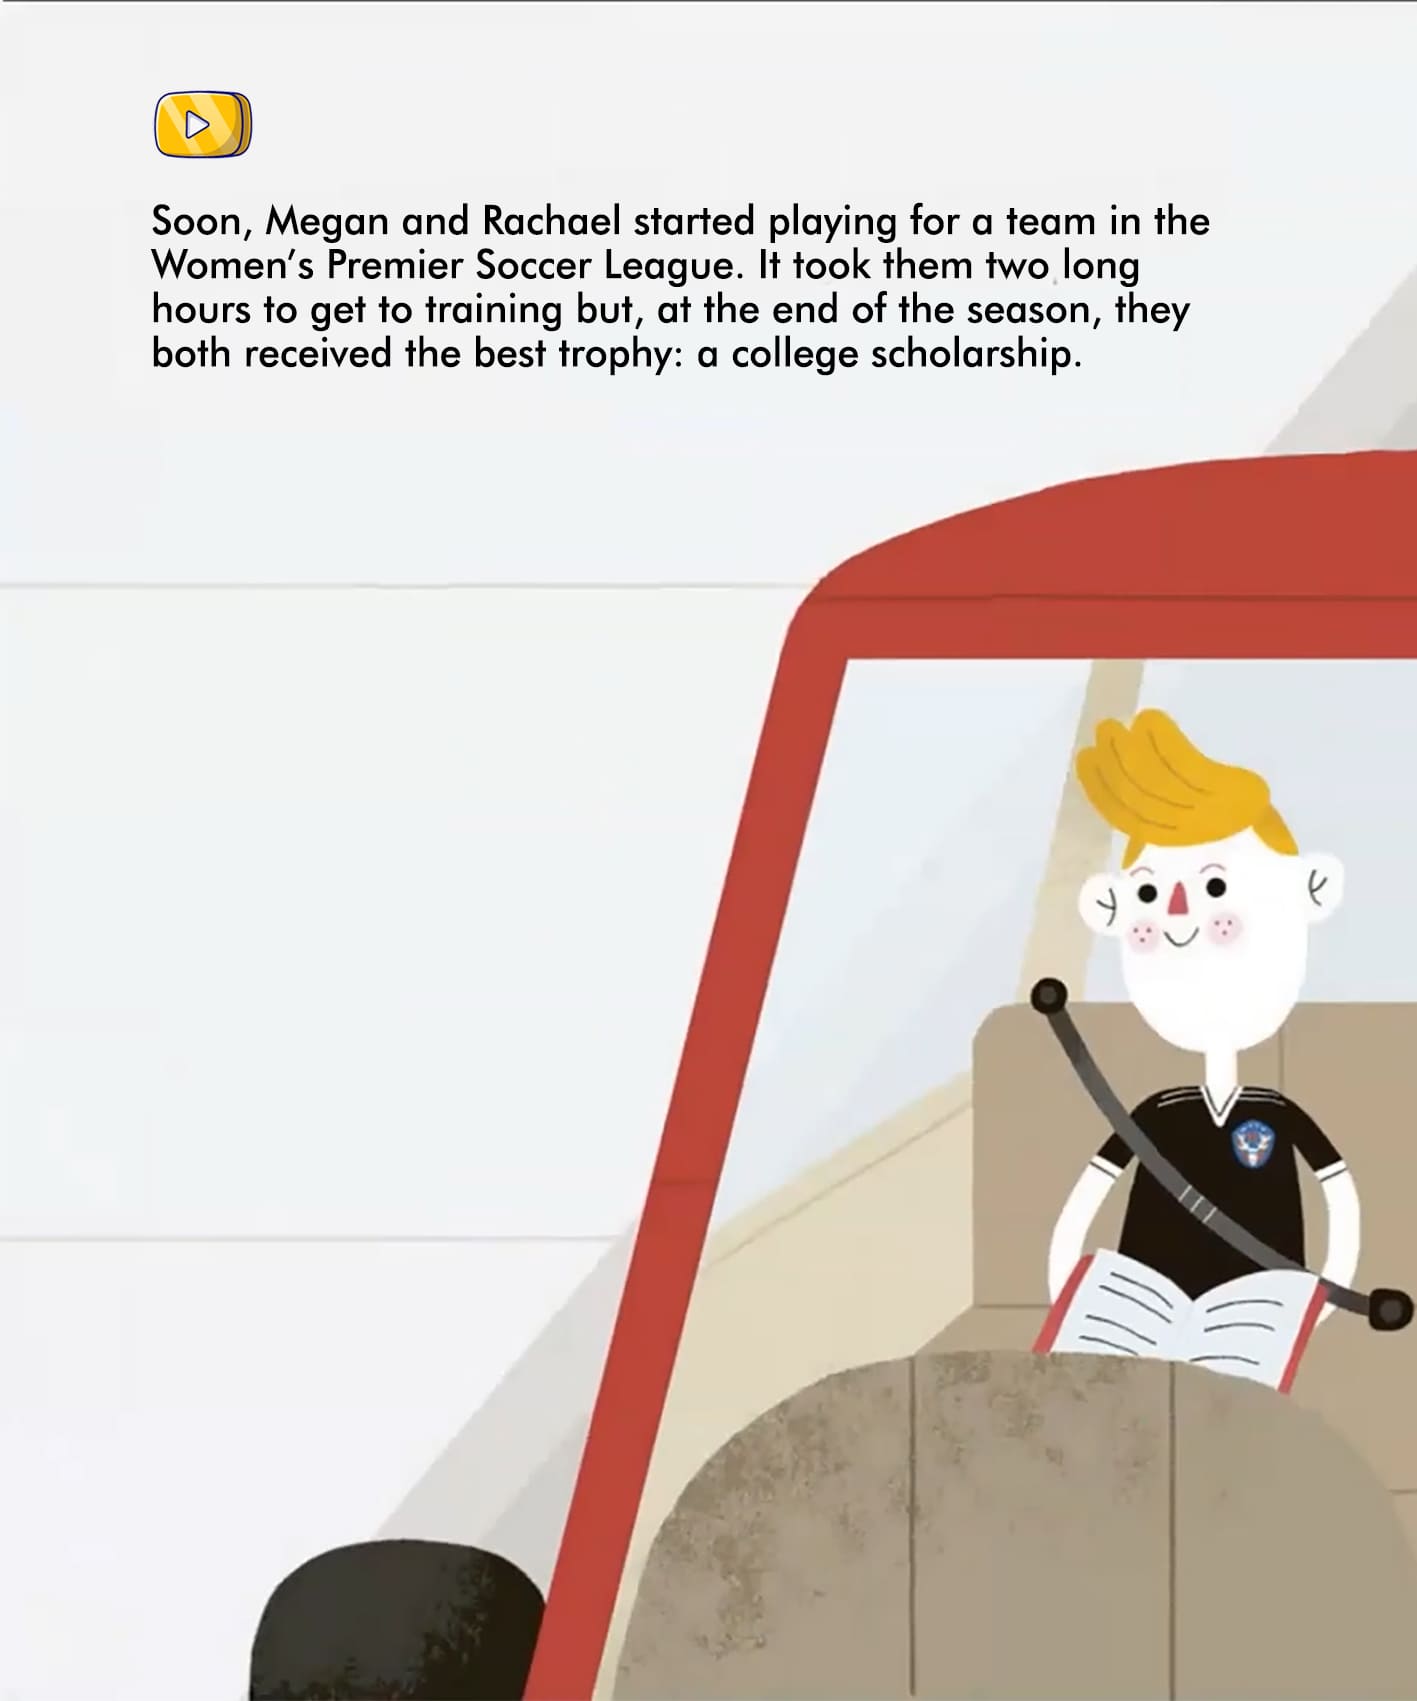 Soon, Megan and Rachael started playing for a team in the
Women's Premier Soccer League. It took them two long
hours to get to training but, at the end of the season, they
both received the best trophy: a college scholarship.